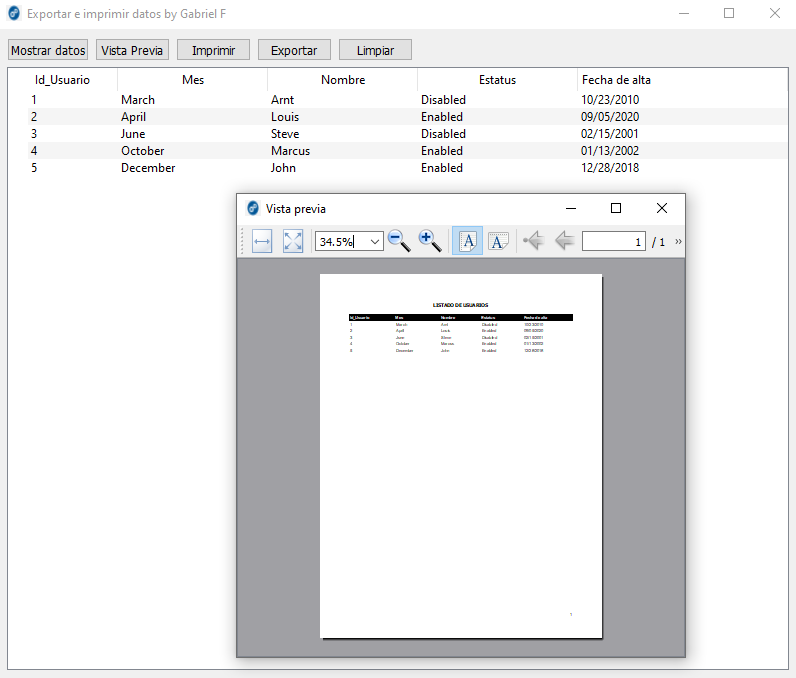 Exportar e imprimir datos by Gabriel F
Mostrar datos Vista Previa Imprimir Exportar Limpiar
Id_Usuario Mes Nombre Estatus Fecha de alta
1 March Arnt Disabled 10/23/2010
2 April Louis Enabled 09/05/2020
3 June Steve Disabled 02/15/2001
4 October Marcus Enabled 01/13/2002
5 December John Enabled 12/28/2018
Vista previa
34.5% A A 1 / 1 »
LISTADO DE USUARIOS
Id_Usuario Mes Nombre Estatus Fecha de alta
1 March Arnt Disabled 10/23/2010
2 April Louis Enabled 09/05/2020
3 June Steve Disabled 02/15/2001
4 October Marcus Enabled 01/13/2002
5 December John Enabled 12/28/2018
1